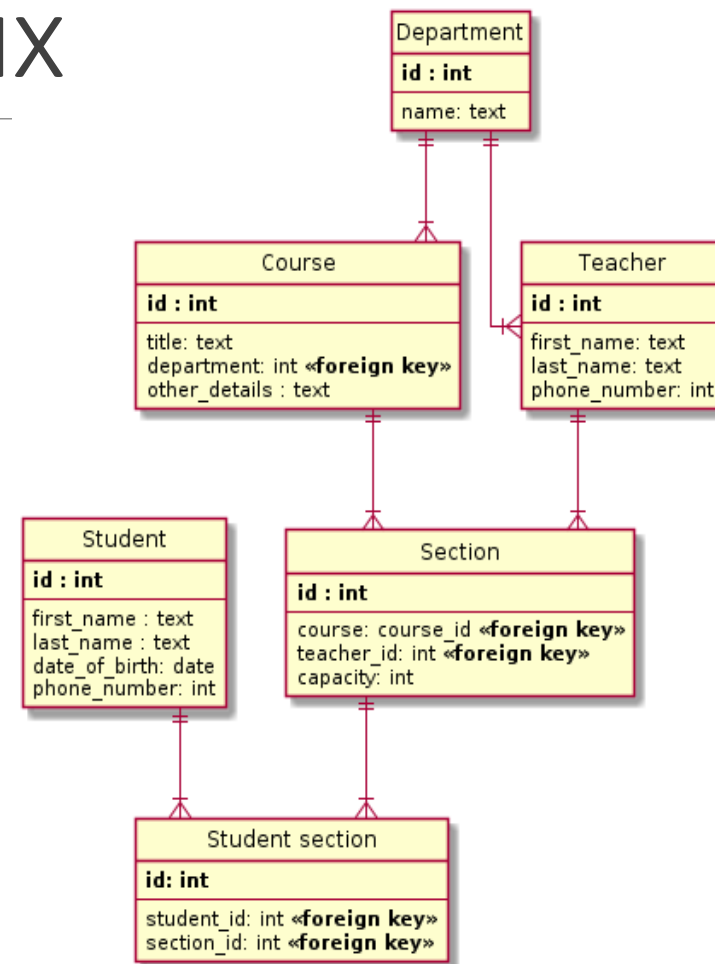 IX
Department
id : int
name: text
Course
id : int
title: text
department: int «foreign key»
other_details : text
Teacher
id : int
first_name: text
last_name: text
phone_number: int
Student
id : int
first_name : text
last_name : text
date_of_birth: date
phone_number: int
Section
id : int
course: course_id «foreign key»
teacher_id: int «foreign key»
capacity: int
Student section
id: int
student_id: int «foreign key»
section_id: int «foreign key»